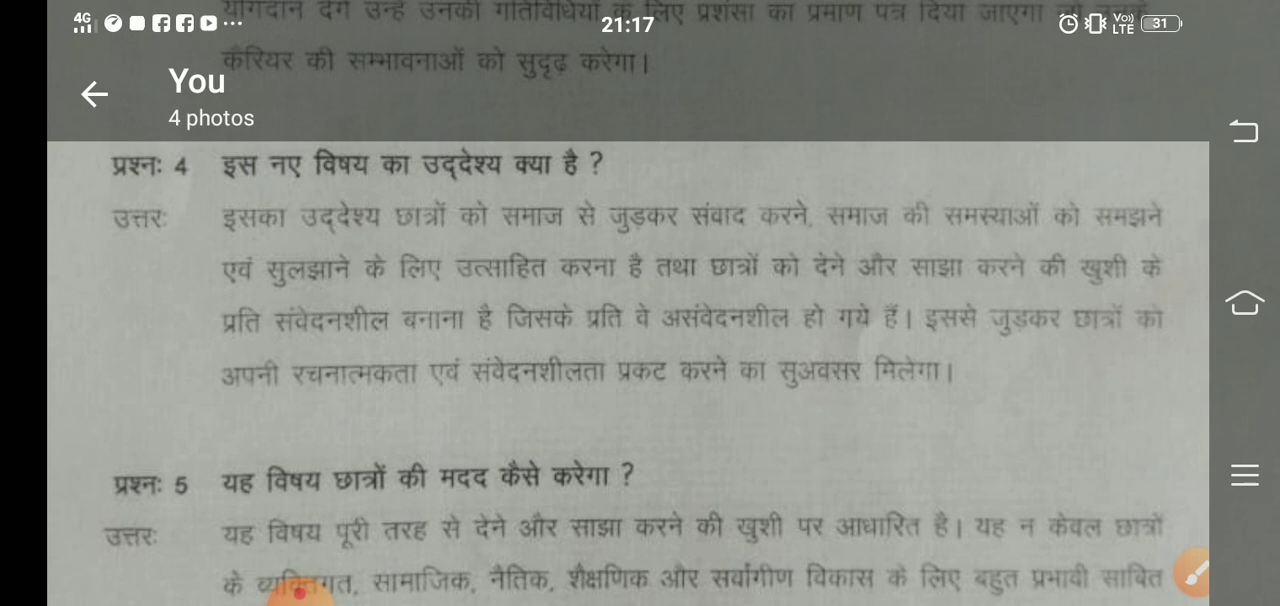 4G 21:17 Vo)) LTE 31
योगदान देंगे उन्हें उनकी गतिविधियों के लिए प्रशंसा का प्रमाण पत्र दिया जाएगा
कैरियर की सम्भावनाओं को सुदृढ़ करेगा।
You
4 photos
प्रश्नः 4 इस नए विषय का उद्देश्य क्या है ?
उत्तरः इसका उद्देश्य छात्रों को समाज से जुड़कर संवाद करने, समाज की समस्याओं को समझने
एवं सुलझाने के लिए उत्साहित करना है तथा छात्रों को देने और साझा करने की खुशी के
प्रति संवेदनशील बनाना है जिसके प्रति वे असंवेदनशील हो गये हैं। इससे जुड़कर छात्रों को
अपनी रचनात्मकता एवं संवेदनशीलता प्रकट करने का सुअवसर मिलेगा।
प्रश्नः 5 यह विषय छात्रों की मदद कैसे करेगा ?
उत्तरः यह विषय पूरी तरह से देने और साझा करने की खुशी पर आधारित है। यह न केवल छात्रों
के व्यक्तिगत, सामाजिक, नैतिक, शैक्षणिक और सर्वांगीण विकास के लिए बहुत प्रभावी साबित